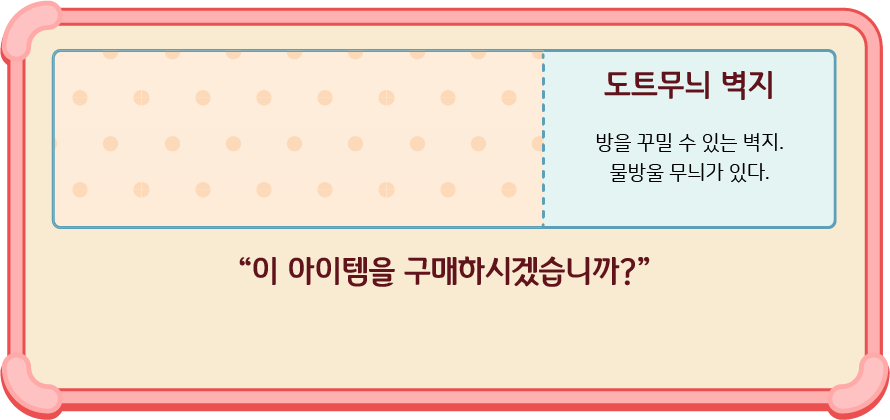 도트무늬 벽지
방을 꾸밀 수 있는 벽지.
물방울 무늬가 있다.
“이 아이템을 구매하시겠습니까?”